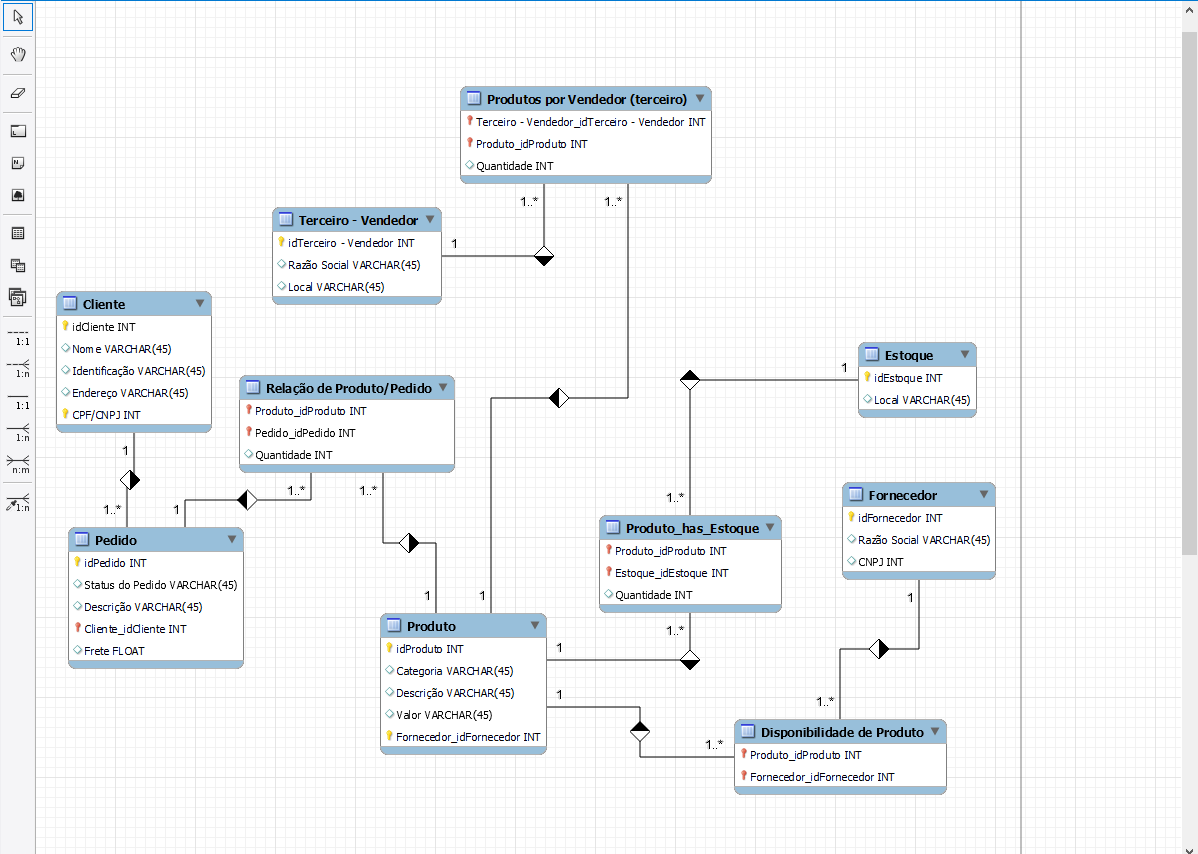 Produtos por Vendedor (terceiro)
Terceiro - Vendedor_idTerceiro - Vendedor INT
Produto_idProduto INT
Quantidade INT
1..*
1..*
Terceiro - Vendedor
idTerceiro - Vendedor INT
Razão Social VARCHAR(45)
Local VARCHAR(45)
1
Cliente
idCliente INT
Nome VARCHAR(45)
Identificação VARCHAR(45)
Endereço VARCHAR(45)
CPF/CNPJ INT
1
1..*
Relação de Produto/Pedido
Produto_idProduto INT
Pedido_idPedido INT
Quantidade INT
1..*
1..*
1
Pedido
idPedido INT
Status do Pedido VARCHAR(45)
Descrição VARCHAR(45)
Cliente_idCliente INT
Frete FLOAT
Estoque
idEstoque INT
Local VARCHAR(45)
1
1..*
Produto_has_Estoque
Produto_idProduto INT
Estoque_idEstoque INT
Quantidade INT
1..*
Fornecedor
idFornecedor INT
Razão Social VARCHAR(45)
CNPJ INT
1
1..*
1
1
Produto
idProduto INT
Categoria VARCHAR(45)
Descrição VARCHAR(45)
Valor VARCHAR(45)
Fornecedor_idFornecedor INT
1
1
1..*
Disponibilidade de Produto
Produto_idProduto INT
Fornecedor_idFornecedor INT
1:1
1:n
1:1
1:n
n:m
1:n